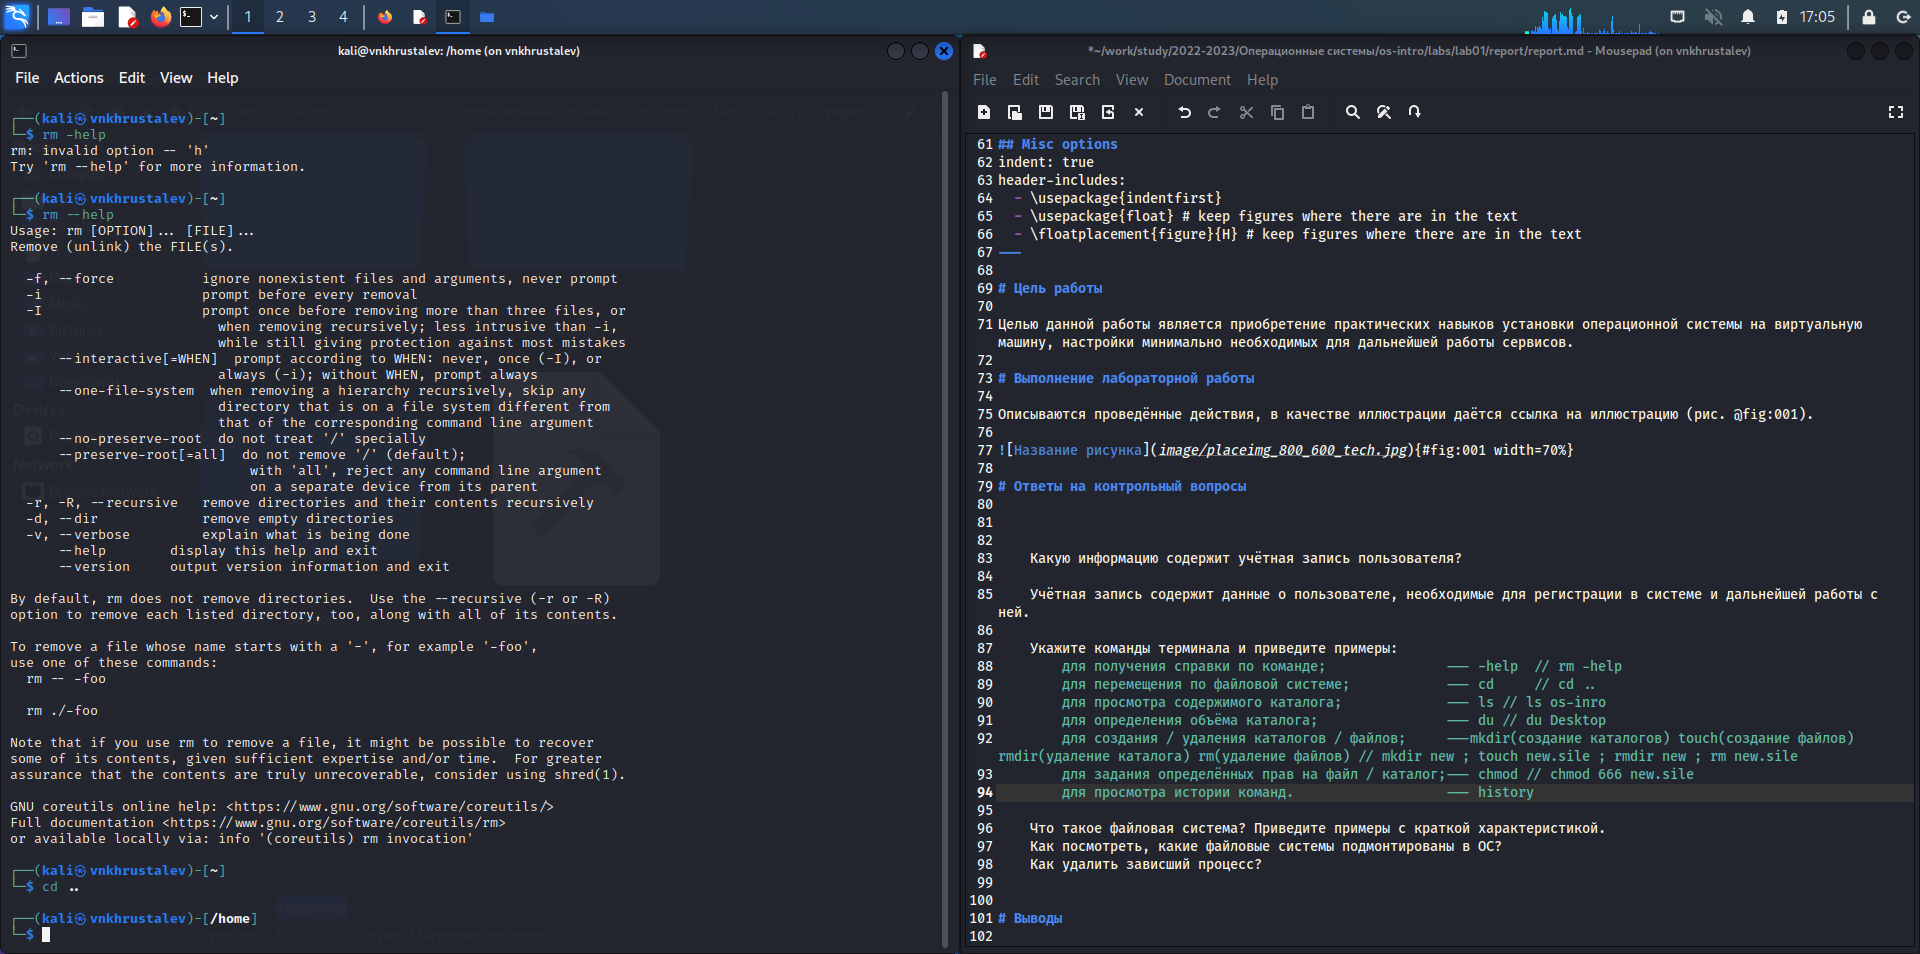 1 2 3 4 17:05
kali@vnkhrustalev: /home (on vnkhrustalev)
File Actions Edit View Help
┌──(kali㉿vnkhrustalev)-[~]
└─$ rm -help
rm: invalid option -- 'h'
Try 'rm --help' for more information.
┌──(kali㉿vnkhrustalev)-[~]
└─$ rm --help
Usage: rm [OPTION]... [FILE]...
Remove (unlink) the FILE(s).
-f, --force ignore nonexistent files and arguments, never prompt
-i prompt before every removal
-I prompt once before removing more than three files, or
when removing recursively; less intrusive than -i,
while still giving protection against most mistakes
--interactive[=WHEN] prompt according to WHEN: never, once (-I), or
always (-i); without WHEN, prompt always
--one-file-system when removing a hierarchy recursively, skip any
directory that is on a file system different from
that of the corresponding command line argument
--no-preserve-root do not treat '/' specially
--preserve-root[=all] do not remove '/' (default);
with 'all', reject any command line argument
on a separate device from its parent
-r, -R, --recursive remove directories and their contents recursively
-d, --dir remove empty directories
-v, --verbose explain what is being done
--help display this help and exit
--version output version information and exit
By default, rm does not remove directories. Use the --recursive (-r or -R)
option to remove each listed directory, too, along with all of its contents.
To remove a file whose name starts with a '-', for example '-foo',
use one of these commands:
rm -- -foo
rm ./-foo
Note that if you use rm to remove a file, it might be possible to recover
some of its contents, given sufficient expertise and/or time. For greater
assurance that the contents are truly unrecoverable, consider using shred(1).
GNU coreutils online help: <https://www.gnu.org/software/coreutils/>
Full documentation <https://www.gnu.org/software/coreutils/rm>
or available locally via: info '(coreutils) rm invocation'
┌──(kali㉿vnkhrustalev)-[~]
└─$ cd ..
┌──(kali㉿vnkhrustalev)-[/home]
└─$
*~/work/study/2022-2023/Операционные системы/os-intro/labs/lab01/report/report.md - Mousepad (on vnkhrustalev)
File Edit Search View Document Help
61 ## Misc options
62 indent: true
63 header-includes:
64 - \usepackage{indentfirst}
65 - \usepackage{float} # keep figures where there are in the text
66 - \floatplacement{figure}{H} # keep figures where there are in the text
67 ---
68
69 # Цель работы
70
71 Целью данной работы является приобретение практических навыков установки операционной системы на виртуальную
машину, настройки минимально необходимых для дальнейшей работы сервисов.
72
73 # Выполнение лабораторной работы
74
75 Описываются проведённые действия, в качестве иллюстрации даётся ссылка на иллюстрацию (рис. @fig:001).
76
77 ![Название рисунка](image/placeimg_800_600_tech.jpg){#fig:001 width=70%}
78
79 # Ответы на контрольный вопросы
80
81
82
83 Какую информацию содержит учётная запись пользователя?
84
85 Учётная запись содержит данные о пользователе, необходимые для регистрации в системе и дальнейшей работы с
ней.
86
87 Укажите команды терминала и приведите примеры:
88 для получения справки по команде; --- -help // rm -help
89 для перемещения по файловой системе; --- cd // cd ..
90 для просмотра содержимого каталога; --- ls // ls os-inro
91 для определения объёма каталога; --- du // du Desktop
92 для создания / удаления каталогов / файлов; ---mkdir(создание каталогов) touch(создание файлов)
rmdir(удаление каталога) rm(удаление файлов) // mkdir new ; touch new.sile ; rmdir new ; rm new.sile
93 для задания определённых прав на файл / каталог;--- chmod // chmod 666 new.sile
94 для просмотра истории команд. --- history
95
96 Что такое файловая система? Приведите примеры с краткой характеристикой.
97 Как посмотреть, какие файловые системы подмонтированы в ОС?
98 Как удалить зависший процесс?
99
100
101 # Выводы
102